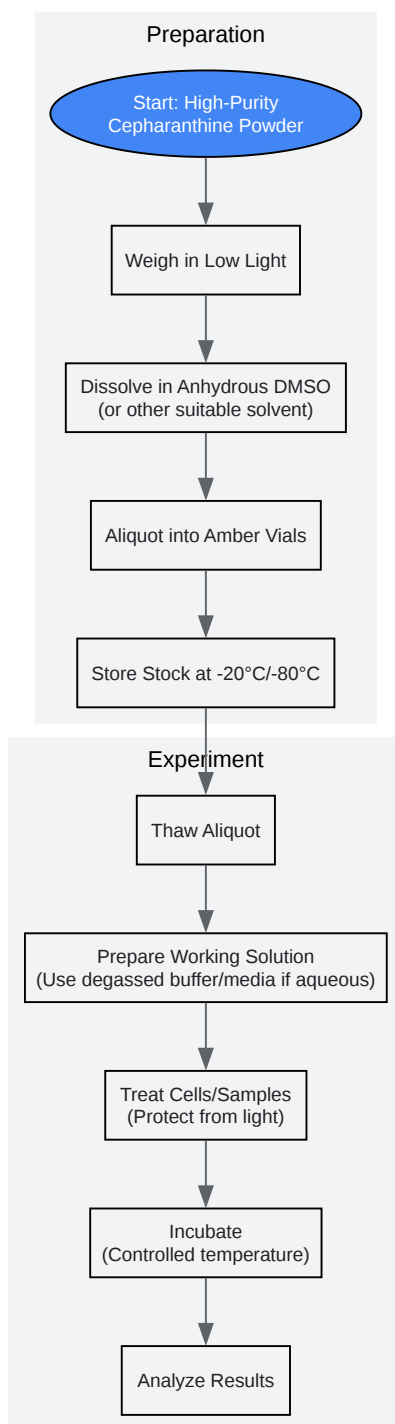 Preparation
Start: High-Purity
Cepharanthine Powder
Weigh in Low Light
Dissolve in Anhydrous DMSO
(or other suitable solvent)
Aliquot into Amber Vials
Store Stock at -20°C/-80°C
Experiment
Thaw Aliquot
Prepare Working Solution
(Use degassed buffer/media if aqueous)
Treat Cells/Samples
(Protect from light)
Incubate
(Controlled temperature)
Analyze Results